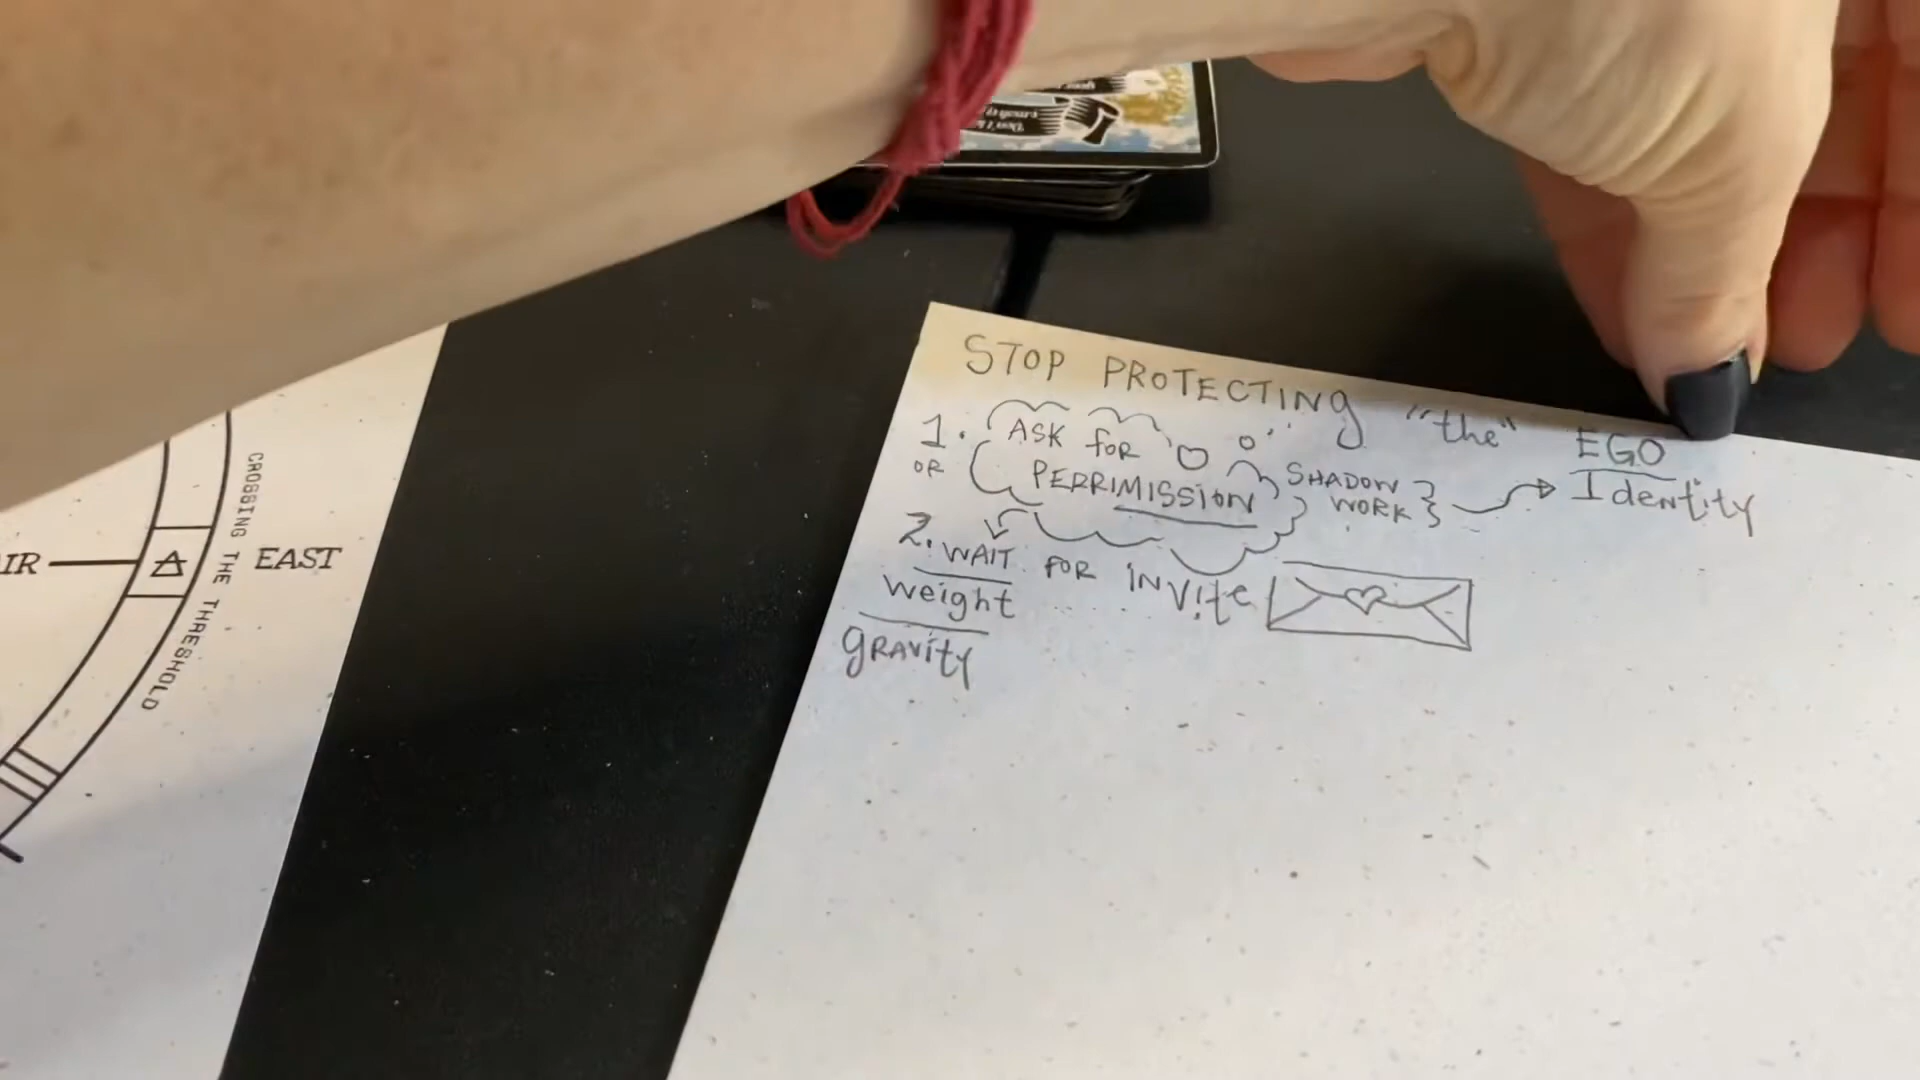 STOP PROTECTING "the" EGO
Identity
1. ASK for
OR PERRIMISSION
SHADOW
WORK
2. WAIT FOR INVite
weight
gravity
IR
EAST
CROSSING THE THRESHOLD
Don't